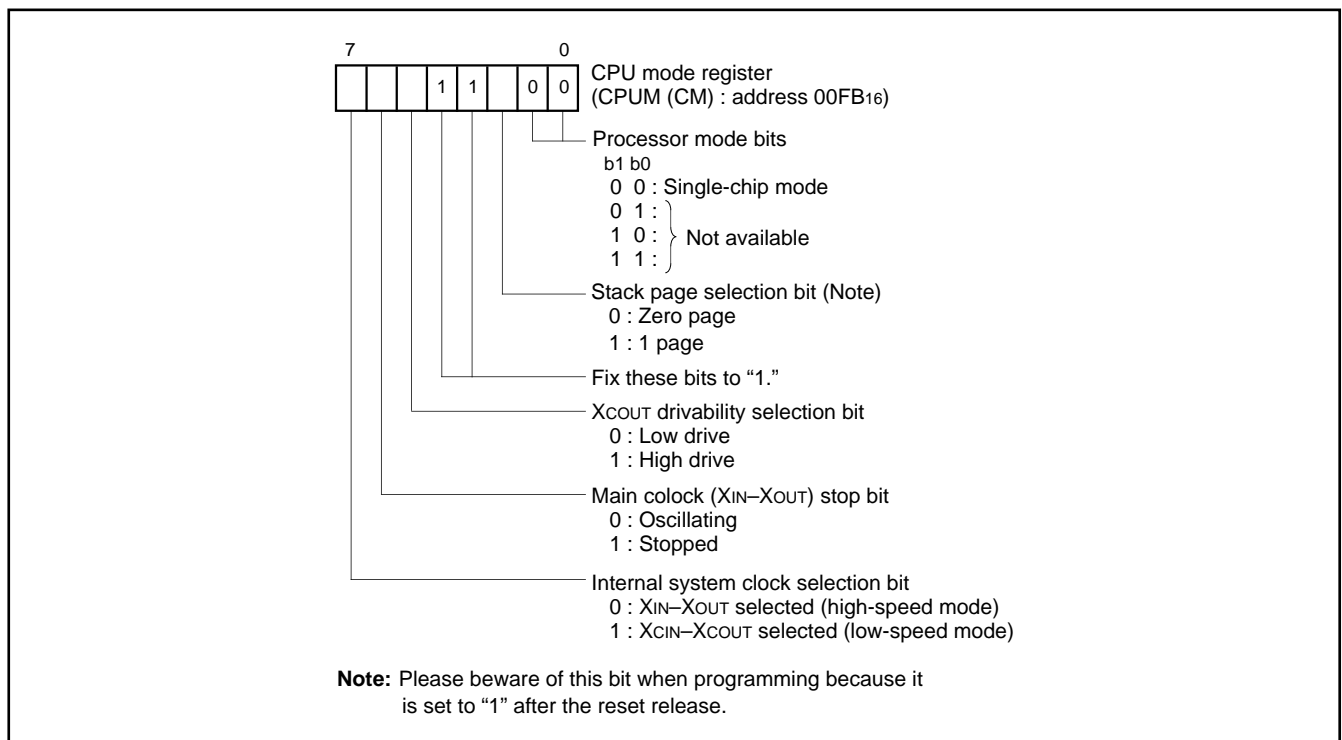 7 0
CPU mode register
1 1 0 0
(CPUM (CM) : address 00FB16)
Processor mode bits
b1 b0
0 0 : Single-chip mode
0 1 :
1 0 : Not available
1 1 :
Stack page selection bit (Note)
0 : Zero page
1 : 1 page
Fix these bits to “1.”
XCOUT drivability selection bit
0 : Low drive
1 : High drive
Main colock (XIN–XOUT) stop bit
0 : Oscillating
1 : Stopped
Internal system clock selection bit
0 : XIN–XOUT selected (high-speed mode)
1 : XCIN–XCOUT selected (low-speed mode)
Note: Please beware of this bit when programming because it
is set to “1” after the reset release.